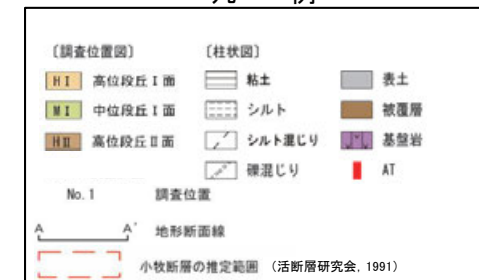 〔調査位置図〕 〔柱状図〕
HⅠ 高位段丘Ⅰ面 粘土 表土
MⅠ 中位段丘Ⅰ面 シルト 被覆層
HⅡ 高位段丘Ⅱ面 シルト混じり 基盤岩
礫混じり AT
No. 1 調査位置
A A' 地形断面線
小牧断層の推定範囲 (活断層研究会, 1991)